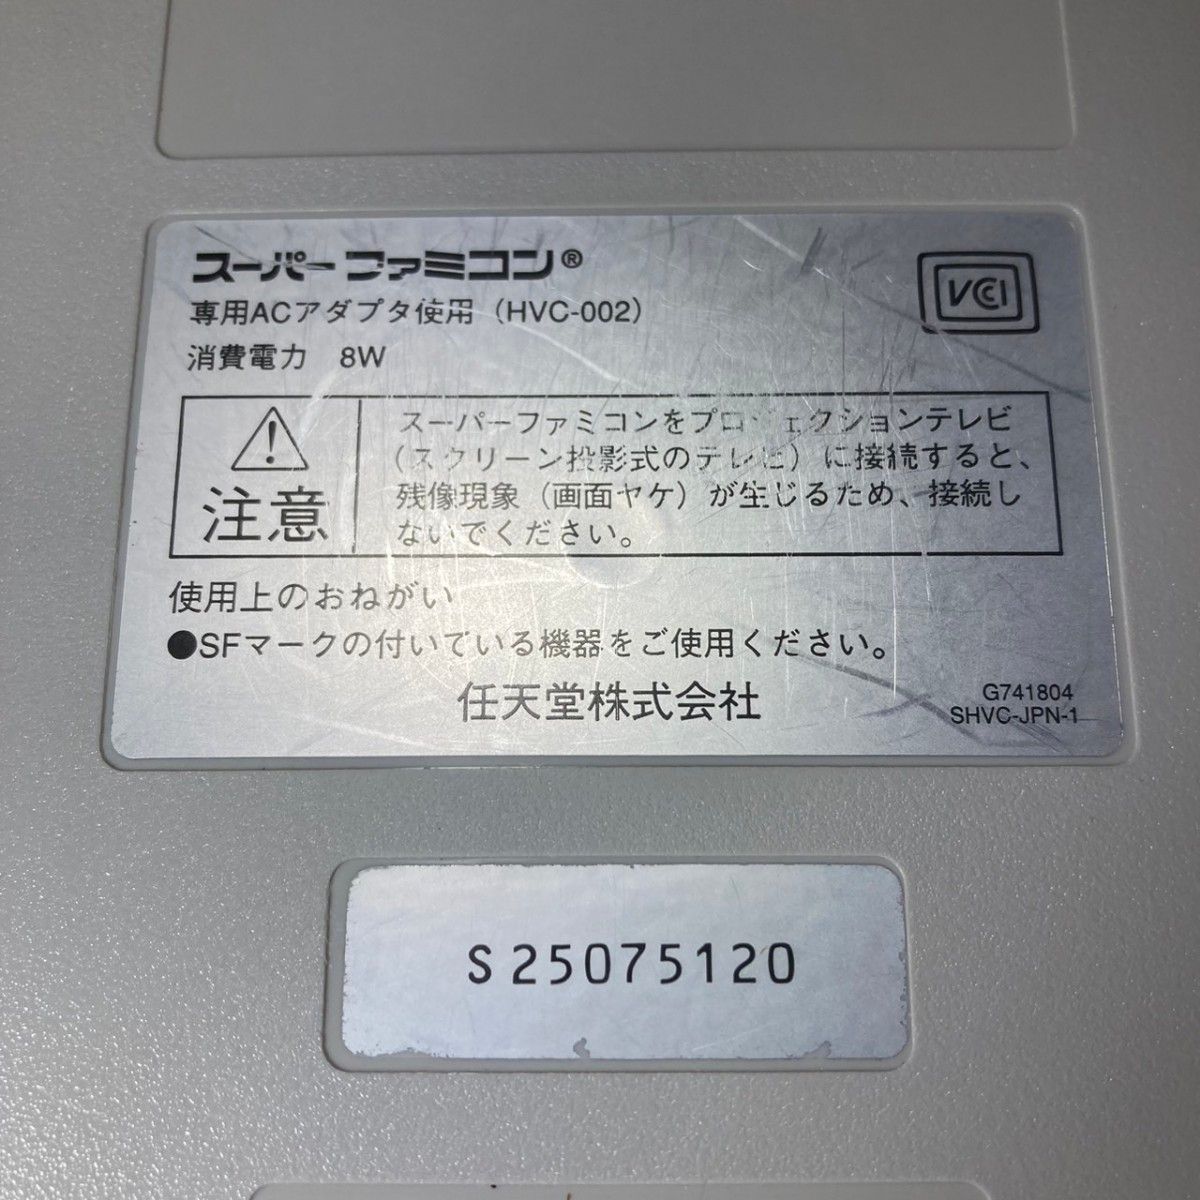 スーパーファミコン®
VCCI
専用ACアダプタ使用（HVC-002）
消費電力　8W
スーパーファミコンをプロジェクションテレビ
（スクリーン投影式のテレビ）に接続すると、
残像現象（画面ヤケ）が生じるため、接続し
ないでください。
注意
使用上のおねがい
●SFマークの付いている機器をご使用ください。
任天堂株式会社
G741804
SHVC-JPN-1
S25075120